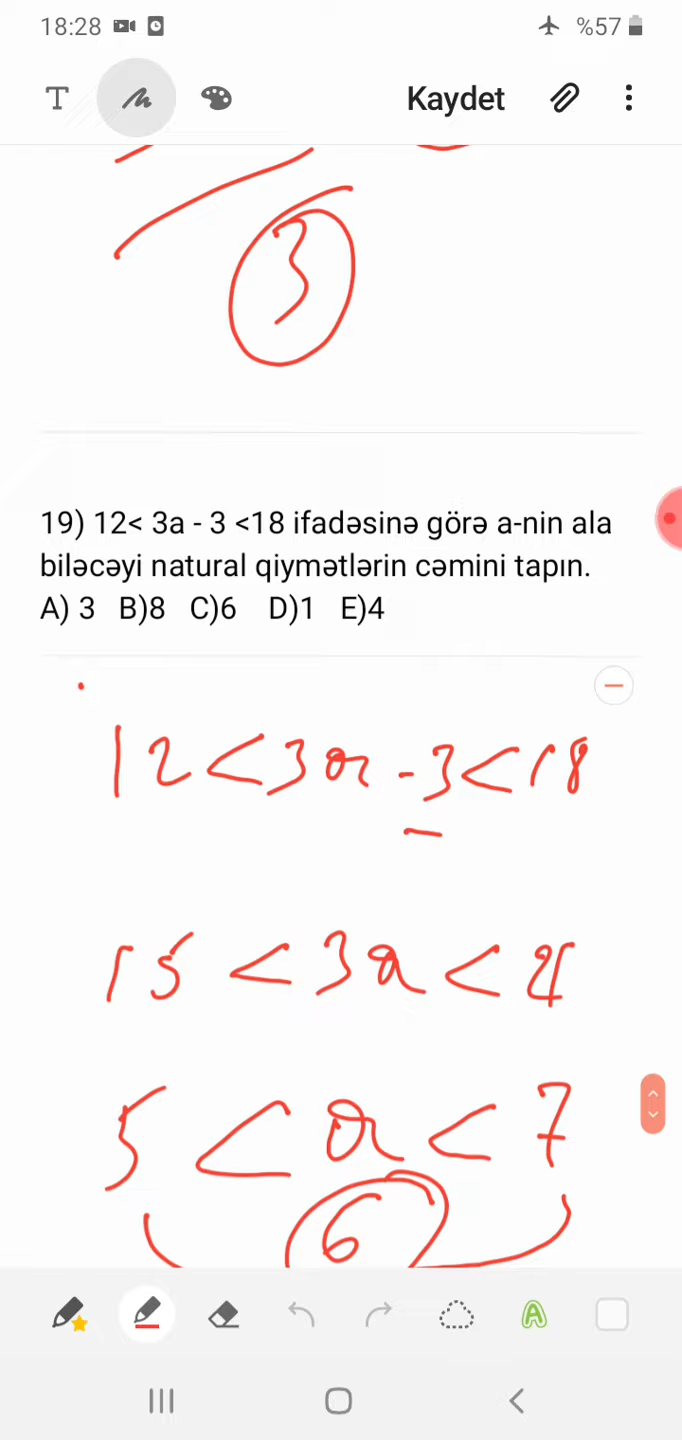 18:28 %57
T Kaydet
3
19) 12< 3a - 3 <18 ifadəsinə görə a-nin ala
biləcəyi natural qiymətlərin cəmini tapın.
A) 3 B)8 C)6 D)1 E)4
12<3a-3<18
15<3a<21
5<a<7
6
A